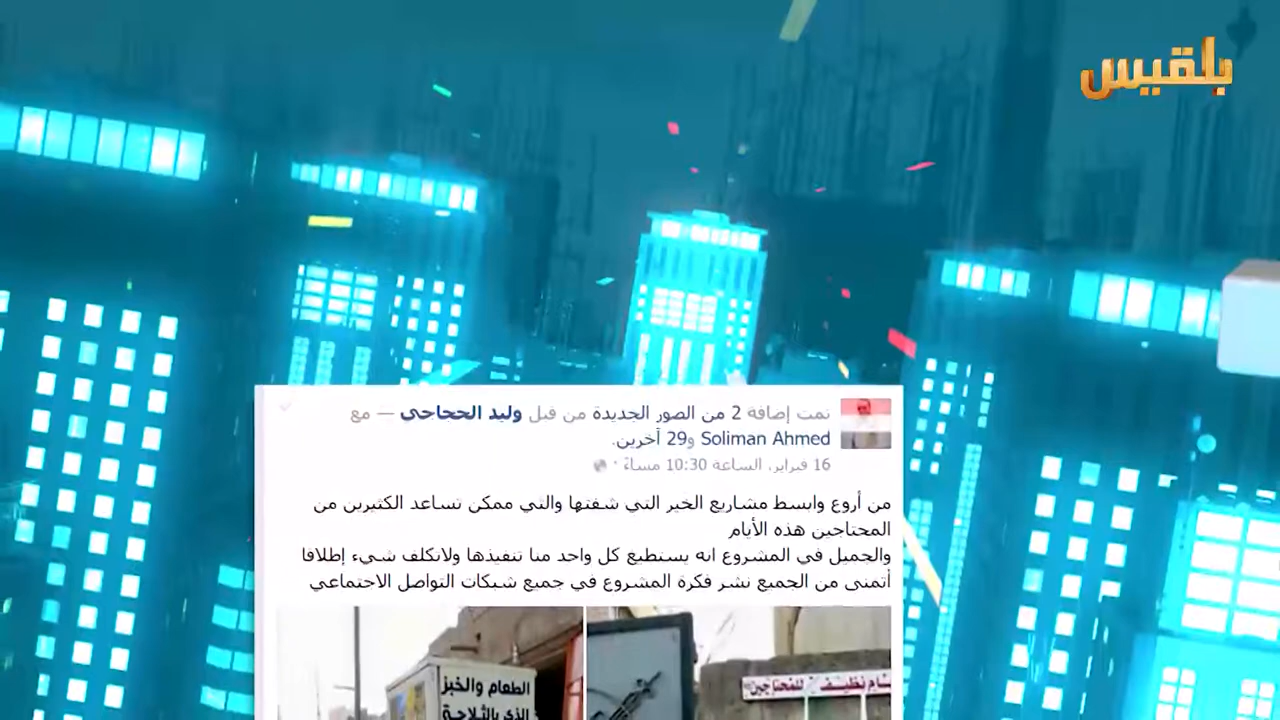 بلقيس
تمت إضافة 2 من الصور الجديدة من قبل وليد الحجاجي — مع
Soliman Ahmed و29 آخرين.
16 فبراير، الساعة 10:30 مساءً ·
من أروع وابسط مشاريع الخير التي شفتها والتي ممكن تساعد الكثيرين من
المحتاجين هذه الأيام
والجميل في المشروع انه يستطيع كل واحد منا تنفيذها ولاتكلف شيء إطلاقا
أتمنى من الجميع نشر فكرة المشروع في جميع شبكات التواصل الاجتماعي
الطعام والخبز
الذي بالثلاجة
نظيف للمحتاجين